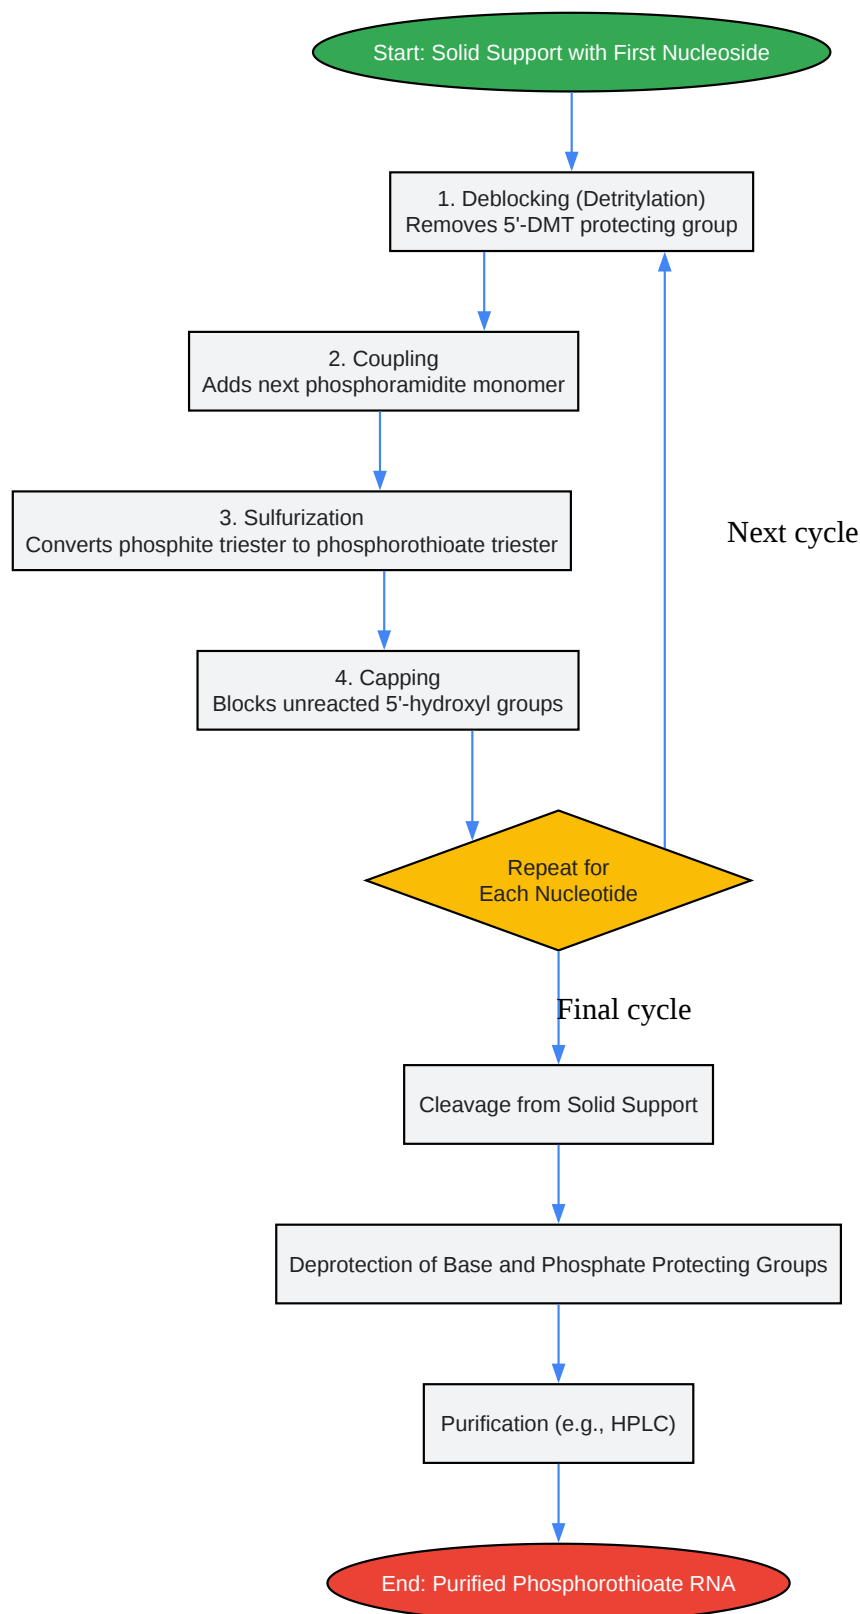 Start: Solid Support with First Nucleoside
1. Deblocking (Detritylation)
Removes 5'-DMT protecting group
2. Coupling
Adds next phosphoramidite monomer
3. Sulfurization
Converts phosphite triester to phosphorothioate triester
Next cycle
4. Capping
Blocks unreacted 5'-hydroxyl groups
Repeat for
Each Nucleotide
Final cycle
Cleavage from Solid Support
Deprotection of Base and Phosphate Protecting Groups
Purification (e.g., HPLC)
End: Purified Phosphorothioate RNA